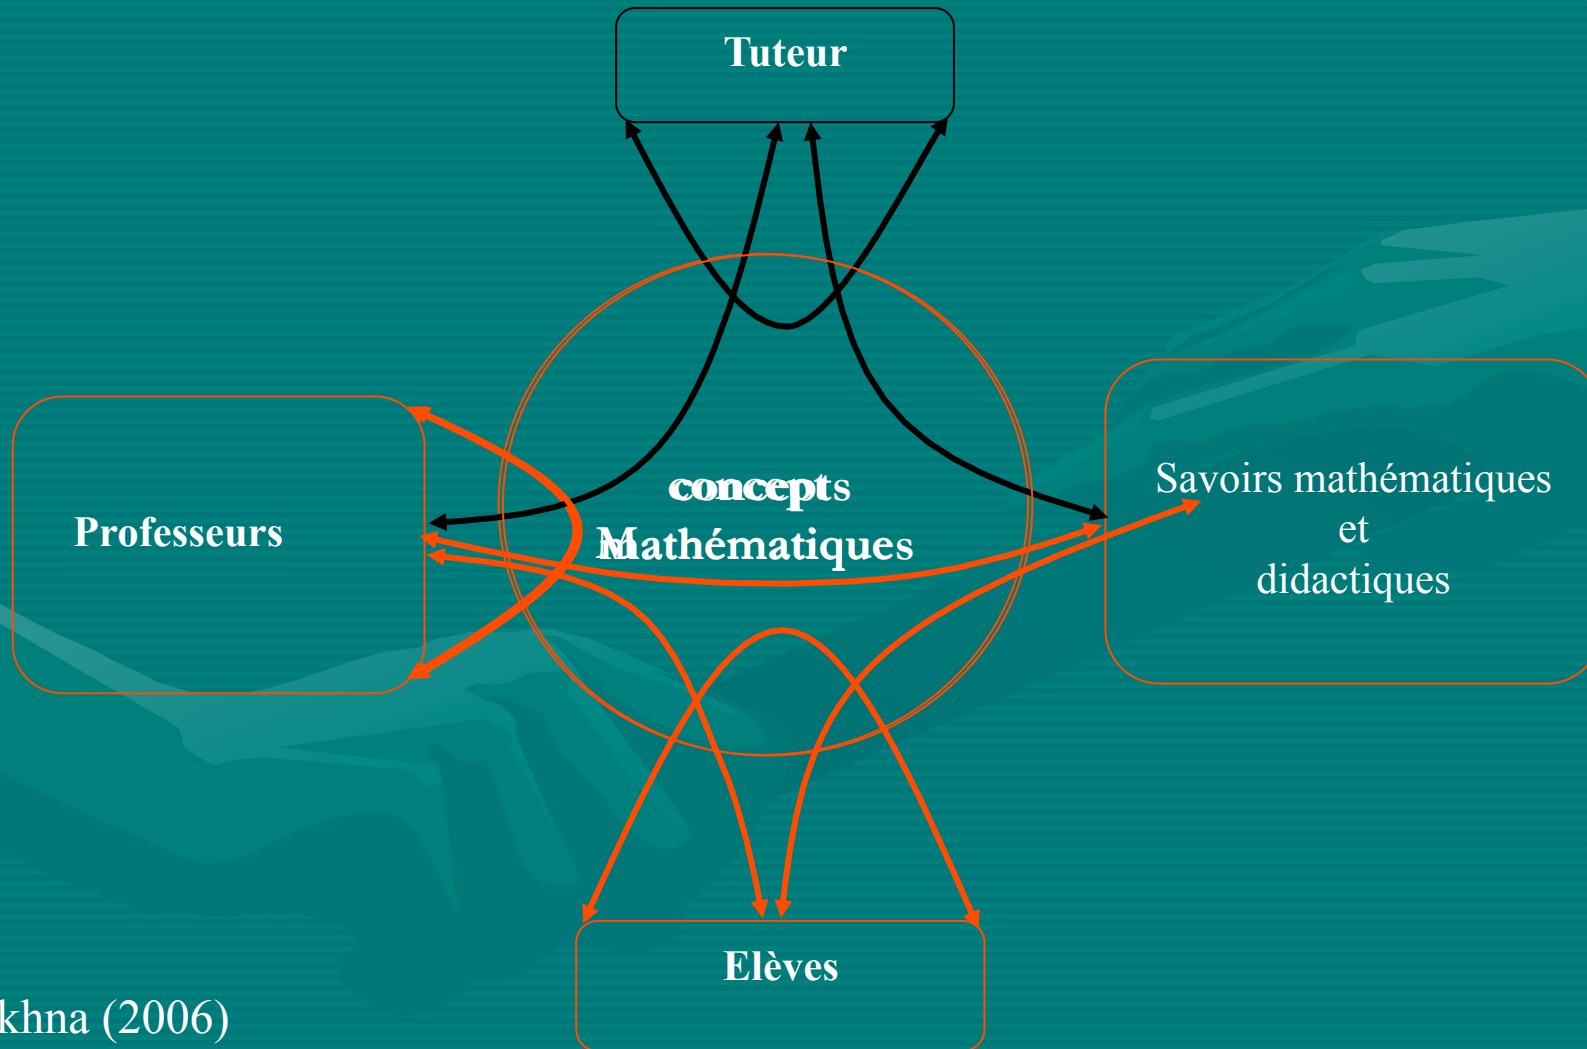 Tuteur
concepts
Mathématiques
Professeurs
Savoirs mathématiques
et
didactiques
Elèves
khna (2006)